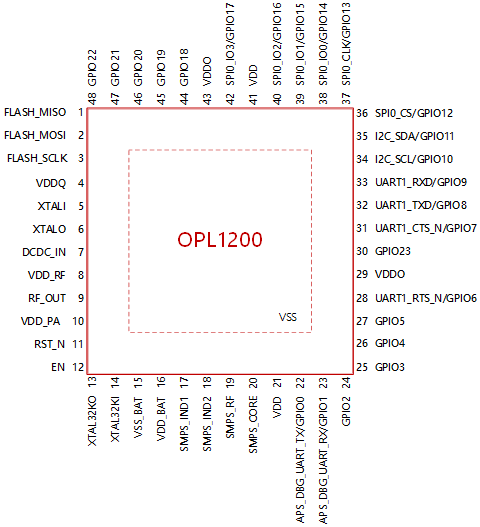 48 GPIO22
47 GPIO21
46 GPIO20
45 GPIO19
44 GPIO18
43 VDDO
42 SPI0_IO3/GPIO17
41 VDD
40 SPI0_IO2/GPIO16
39 SPI0_IO1/GPIO15
38 SPI0_IO0/GPIO14
37 SPI0_CLK/GPIO13
FLASH_MISO 1
FLASH_MOSI 2
FLASH_SCLK 3
VDDQ 4
XTALI 5
XTALO 6
DCDC_IN 7
VDD_RF 8
RF_OUT 9
VDD_PA 10
RST_N 11
EN 12
OPL1200
VSS
36 SPI0_CS/GPIO12
35 I2C_SDA/GPIO11
34 I2C_SCL/GPIO10
33 UART1_RXD/GPIO9
32 UART1_TXD/GPIO8
31 UART1_CTS_N/GPIO7
30 GPIO23
29 VDDO
28 UART1_RTS_N/GPIO6
27 GPIO5
26 GPIO4
25 GPIO3
XTAL32KO 13
XTAL32KI 14
VSS_BAT 15
VDD_BAT 16
SMPS_IND1 17
SMPS_IND2 18
SMPS_RF 19
SMPS_CORE 20
VDD 21
APS_DBG_UART_TX/GPIO0 22
APS_DBG_UART_RX/GPIO1 23
GPIO2 24